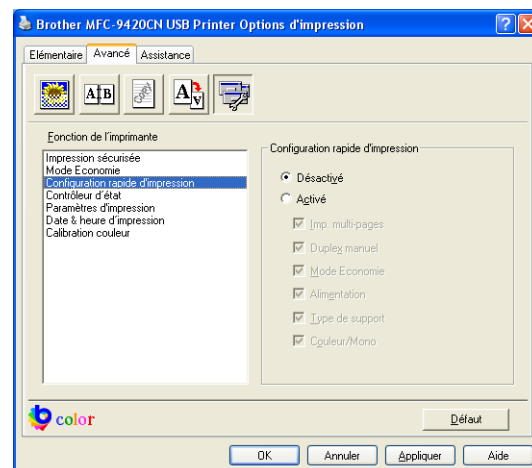 Brother MFC-9420CN USB Printer Options d'impression
Elémentaire Avancé Assistance
A B
A A
Fonction de l'imprimante
Impression sécurisée
Mode Economie
Configuration rapide d'impression
Contrôleur d'état
Paramètres d'impression
Date & heure d'impression
Calibration couleur
Configuration rapide d'impression
Désactivé
Activé
Imp. multi-pages
Duplex manuel
Mode Economie
Alimentation
Type de support
Couleur/Mono
color
Défaut
OK Annuler Appliquer Aide